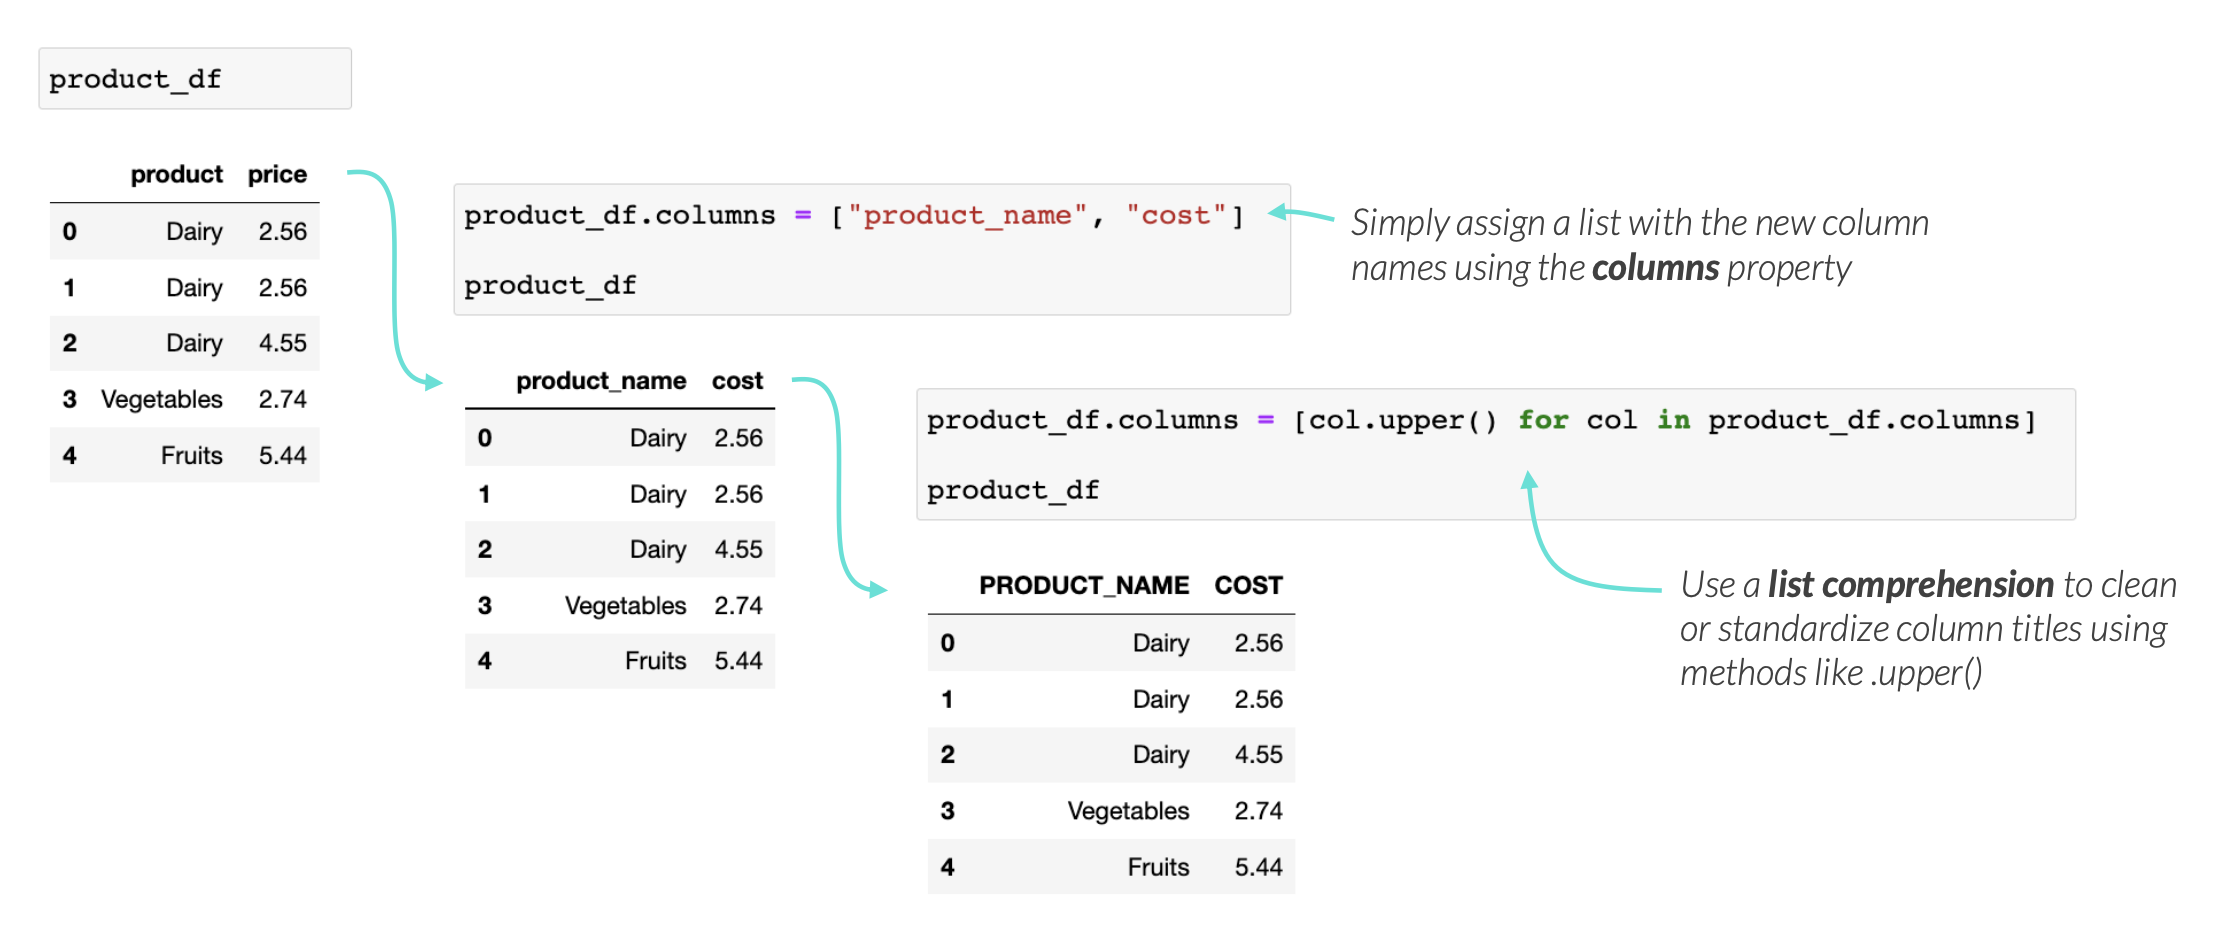 product_df
product price
0 Dairy 2.56
1 Dairy 2.56
2 Dairy 4.55
3 Vegetables 2.74
4 Fruits 5.44
product_df.columns = ["product_name", "cost"]
product_df
Simply assign a list with the new column
names using the columns property
product_name cost
0 Dairy 2.56
1 Dairy 2.56
2 Dairy 4.55
3 Vegetables 2.74
4 Fruits 5.44
product_df.columns = [col.upper() for col in product_df.columns]
product_df
Use a list comprehension to clean
or standardize column titles using
methods like .upper()
PRODUCT_NAME COST
0 Dairy 2.56
1 Dairy 2.56
2 Dairy 4.55
3 Vegetables 2.74
4 Fruits 5.44